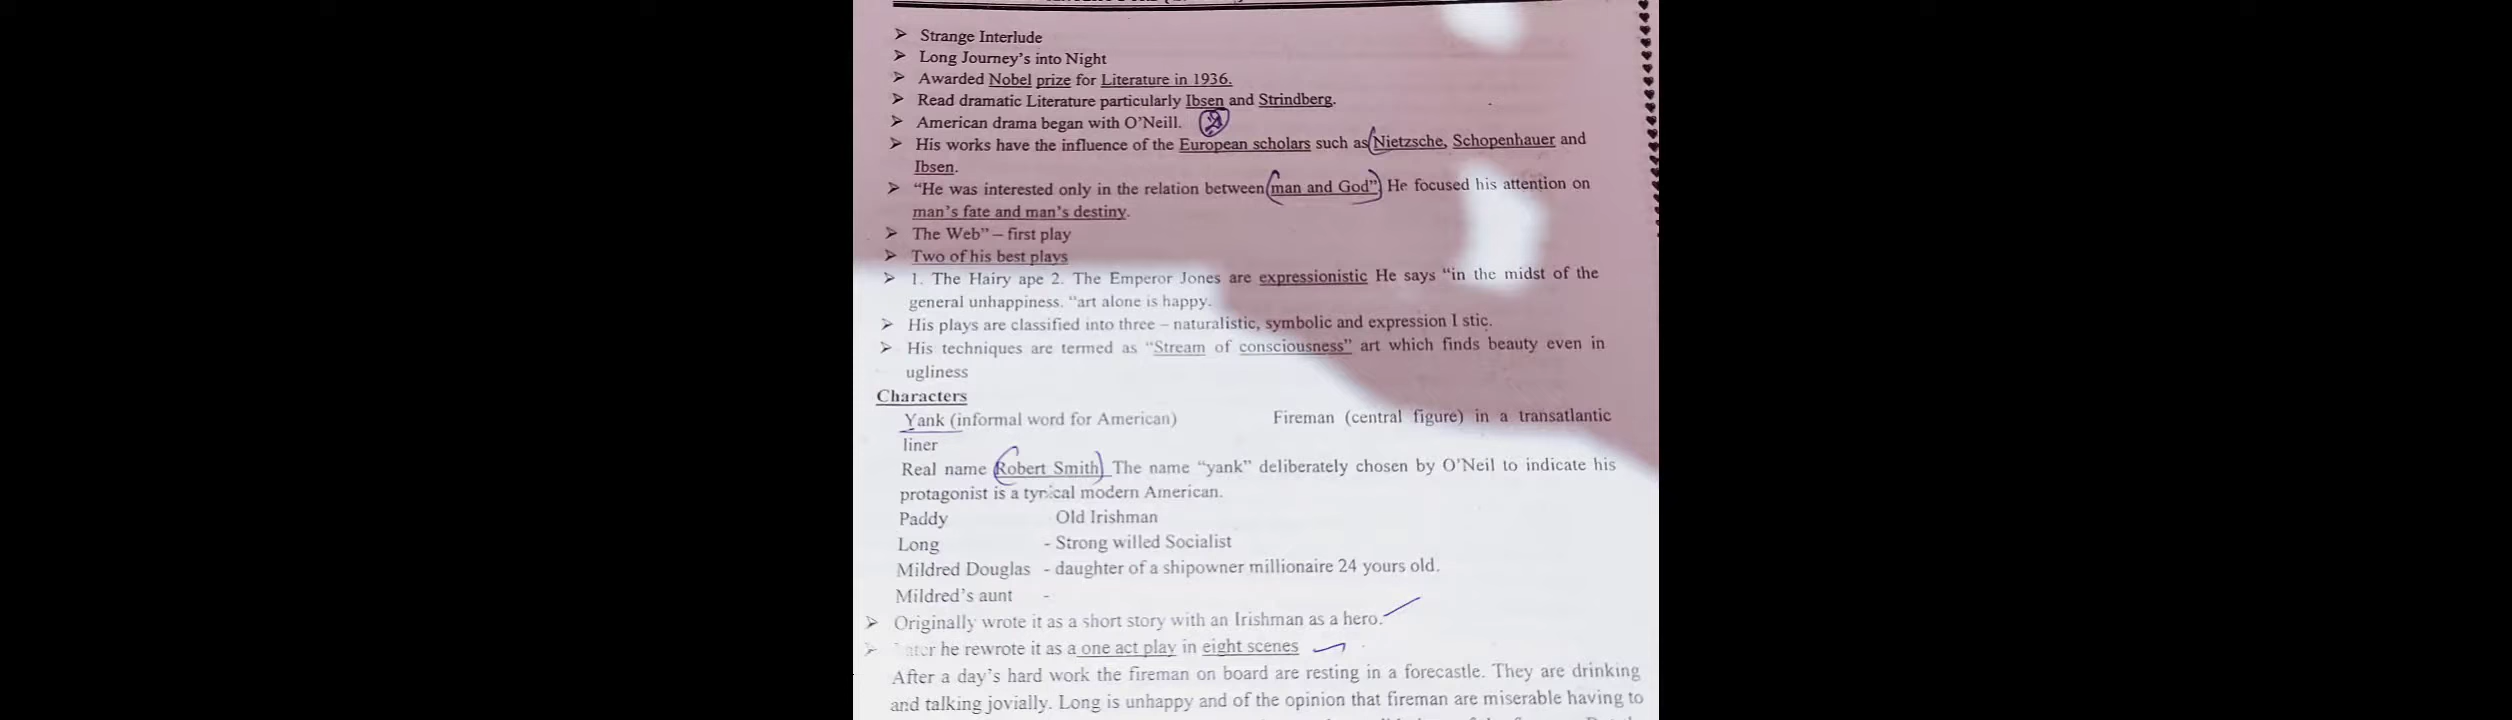 ➢ Strange Interlude
➢ Long Journey's into Night
➢ Awarded Nobel prize for Literature in 1936.
➢ Read dramatic Literature particularly Ibsen and Strindberg.
➢ American drama began with O'Neill.
➢ His works have the influence of the European scholars such as Nietzsche, Schopenhauer and
Ibsen.
➢ "He was interested only in the relation between man and God" He focused his attention on
man's fate and man's destiny.
➢ The Web" – first play
➢ Two of his best plays
➢ 1. The Hairy ape 2. The Emperor Jones are expressionistic He says "in the midst of the
general unhappiness. "art alone is happy.
➢ His plays are classified into three – naturalistic, symbolic and expression I stic.
➢ His techniques are termed as "Stream of consciousness" art which finds beauty even in
ugliness
Characters
Yank (informal word for American) Fireman (central figure) in a transatlantic
liner
Real name Robert Smith The name "yank" deliberately chosen by O'Neil to indicate his
protagonist is a typical modern American.
Paddy Old Irishman
Long - Strong willed Socialist
Mildred Douglas - daughter of a shipowner millionaire 24 yours old.
Mildred's aunt -
➢ Originally wrote it as a short story with an Irishman as a hero.
➢ he rewrote it as a one act play in eight scenes
After a day's hard work the fireman on board are resting in a forecastle. They are drinking
and talking jovially. Long is unhappy and of the opinion that fireman are miserable having to